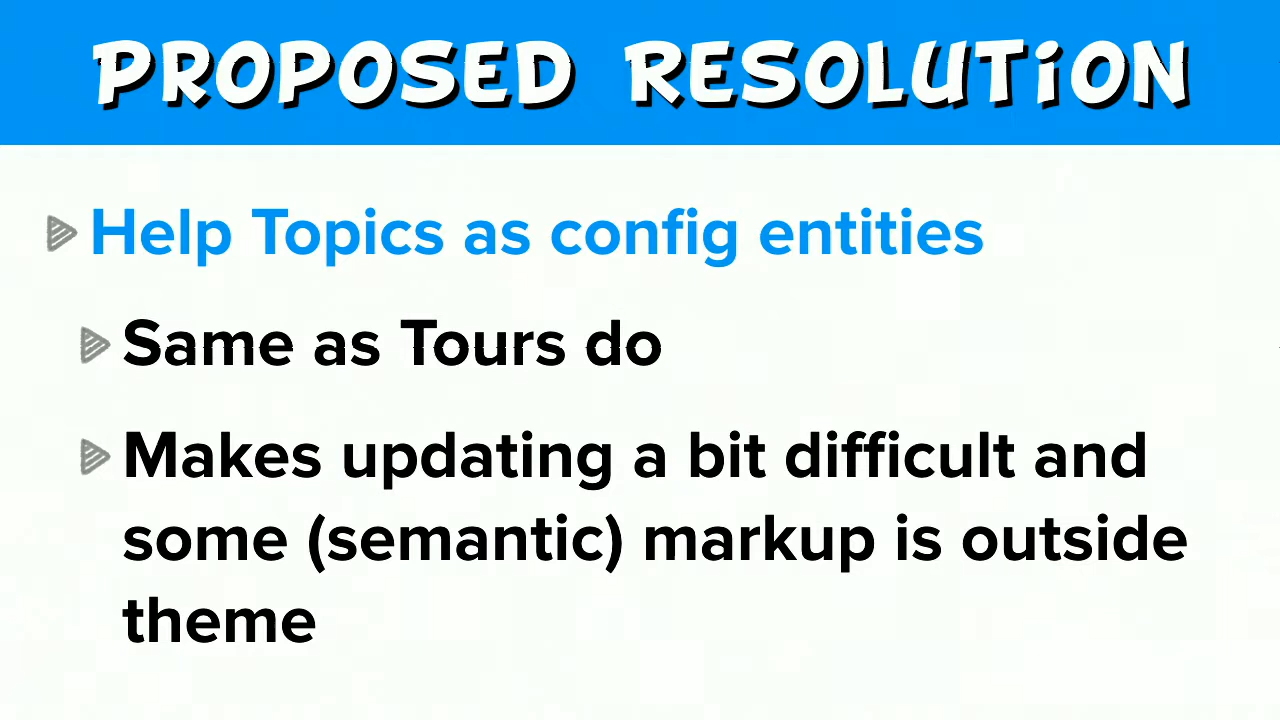 PROPOSED RESOLUTION
Help Topics as config entities
Same as Tours do
Makes updating a bit difficult and
some (semantic) markup is outside
theme